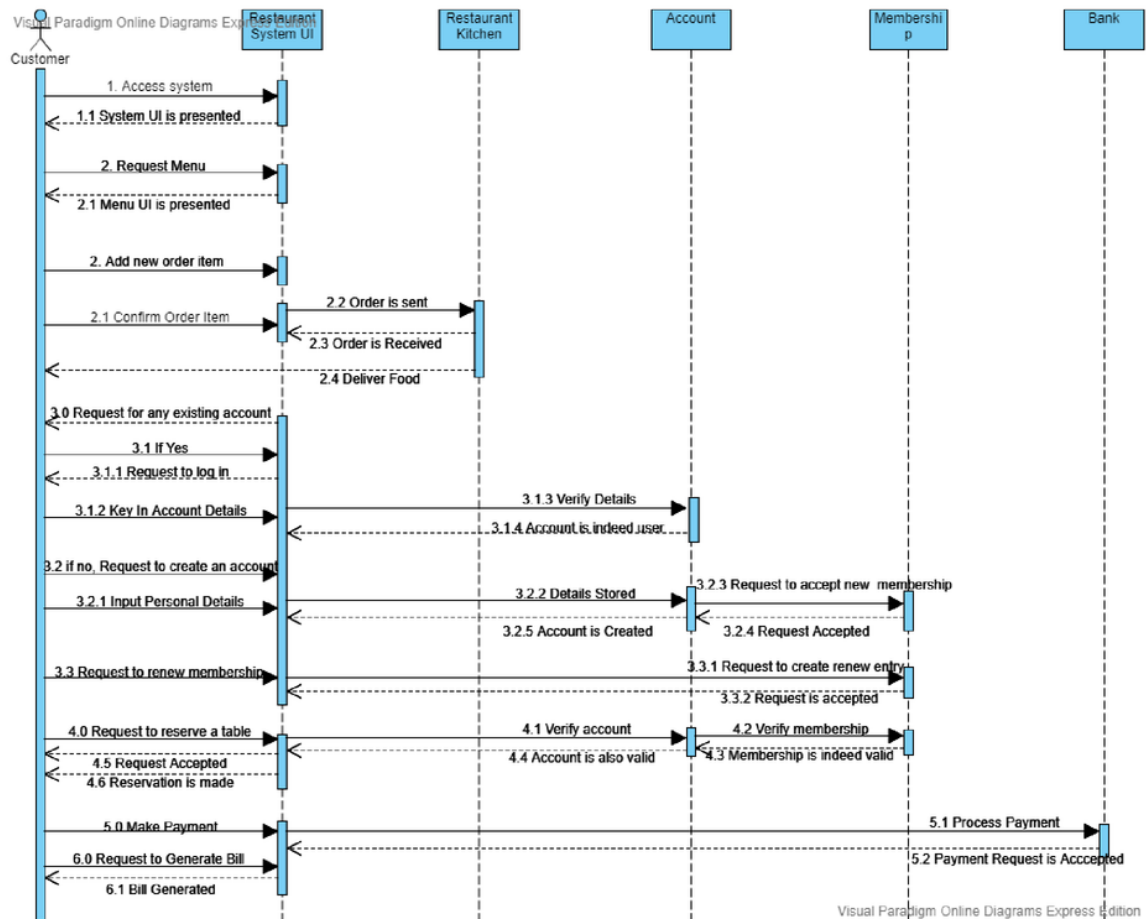 Visual Paradigm Online Diagrams Express Edition
Customer
Restaurant
System UI
Restaurant
Kitchen
Account
Membershi
p
Bank
1. Access system
1.1 System UI is presented
2. Request Menu
2.1 Menu UI is presented
2. Add new order item
2.2 Order is sent
2.1 Confirm Order Item
2.3 Order is Received
2.4 Deliver Food
3.0 Request for any existing account
3.1 If Yes
3.1.1 Request to log in
3.1.3 Verify Details
3.1.2 Key In Account Details
3.1.4 Account is indeed user
3.2 if no, Request to create an account
3.2.3 Request to accept new membership
3.2.2 Details Stored
3.2.1 Input Personal Details
3.2.5 Account is Created
3.2.4 Request Accepted
3.3 Request to renew membership
3.3.1 Request to create renew entry
3.3.2 Request is accepted
4.0 Request to reserve a table
4.1 Verify account
4.2 Verify membership
4.4 Account is also valid
4.3 Membership is indeed valid
4.5 Request Accepted
4.6 Reservation is made
5.0 Make Payment
5.1 Process Payment
6.0 Request to Generate Bill
5.2 Payment Request is Acccepted
6.1 Bill Generated
Visual Paradigm Online Diagrams Express Edition